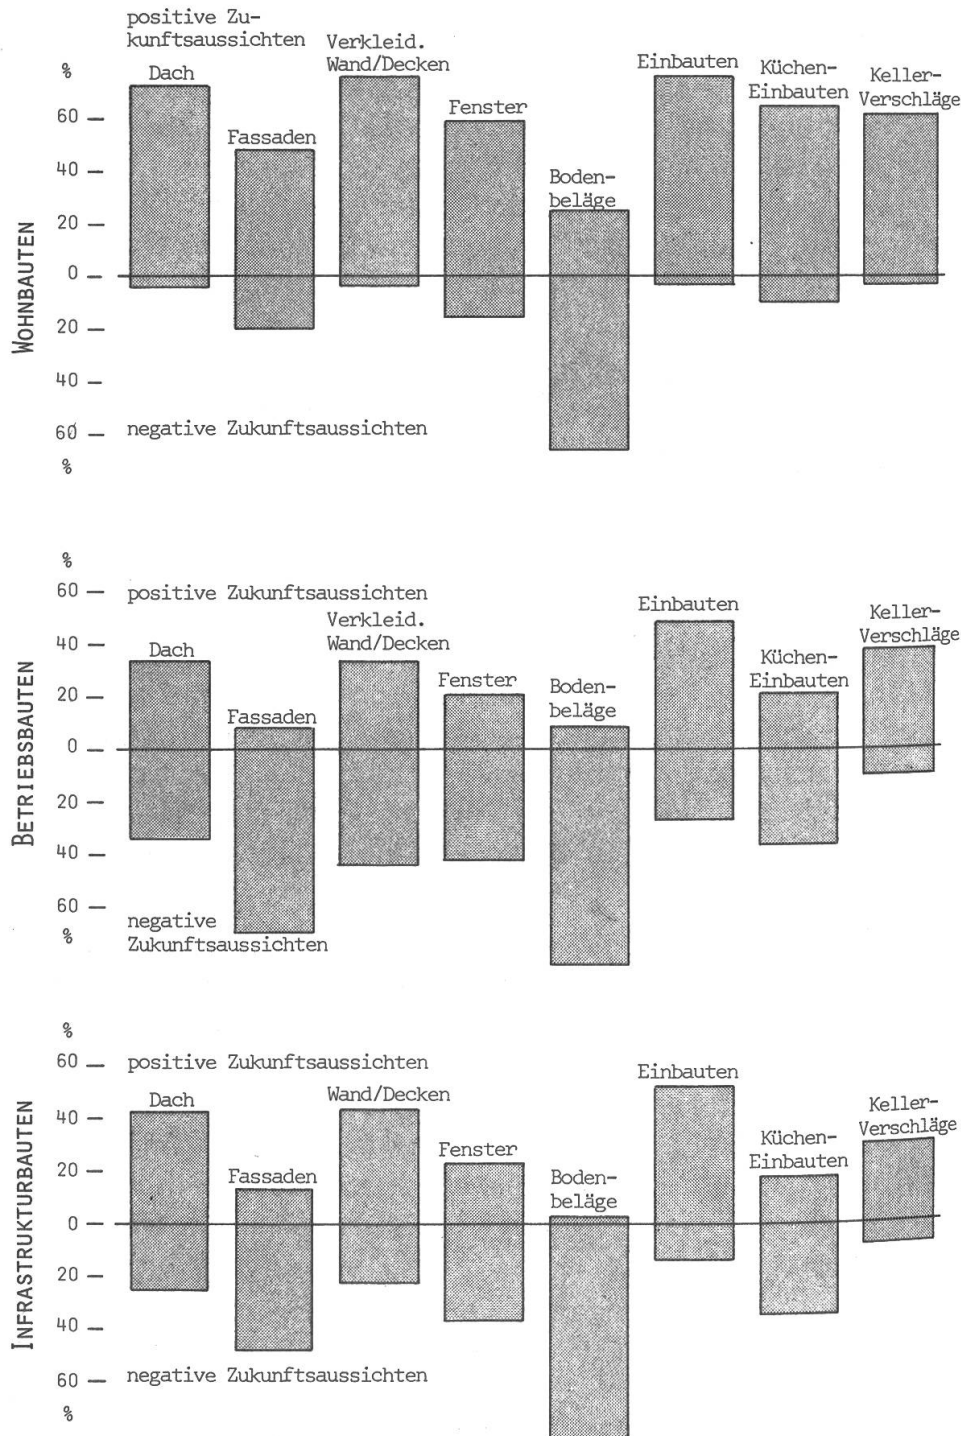 positive Zu-
kunftsaussichten
Verkleid.
Wand/Decken
%
Dach
Fassaden
Fenster
Boden-
beläge
Einbauten
Küchen-
Einbauten
Keller-
Verschläge
60
40
20
0
20
40
60
%
WOHNBAUTEN
negative Zukunftsaussichten
%
60
positive Zukunftsaussichten
Verkleid.
Wand/Decken
Dach
Fassaden
Fenster
Boden-
beläge
Einbauten
Küchen-
Einbauten
Keller-
Verschläge
40
20
0
20
40
60
%
BETRIEBSBAUTEN
negative
Zukunftsaussichten
%
60
positive Zukunftsaussichten
Dach
Fassaden
Wand/Decken
Fenster
Boden-
beläge
Einbauten
Küchen-
Einbauten
Keller-
Verschläge
40
20
0
20
40
60
%
INFRASTRUKTURBAUTEN
negative Zukunftsaussichten